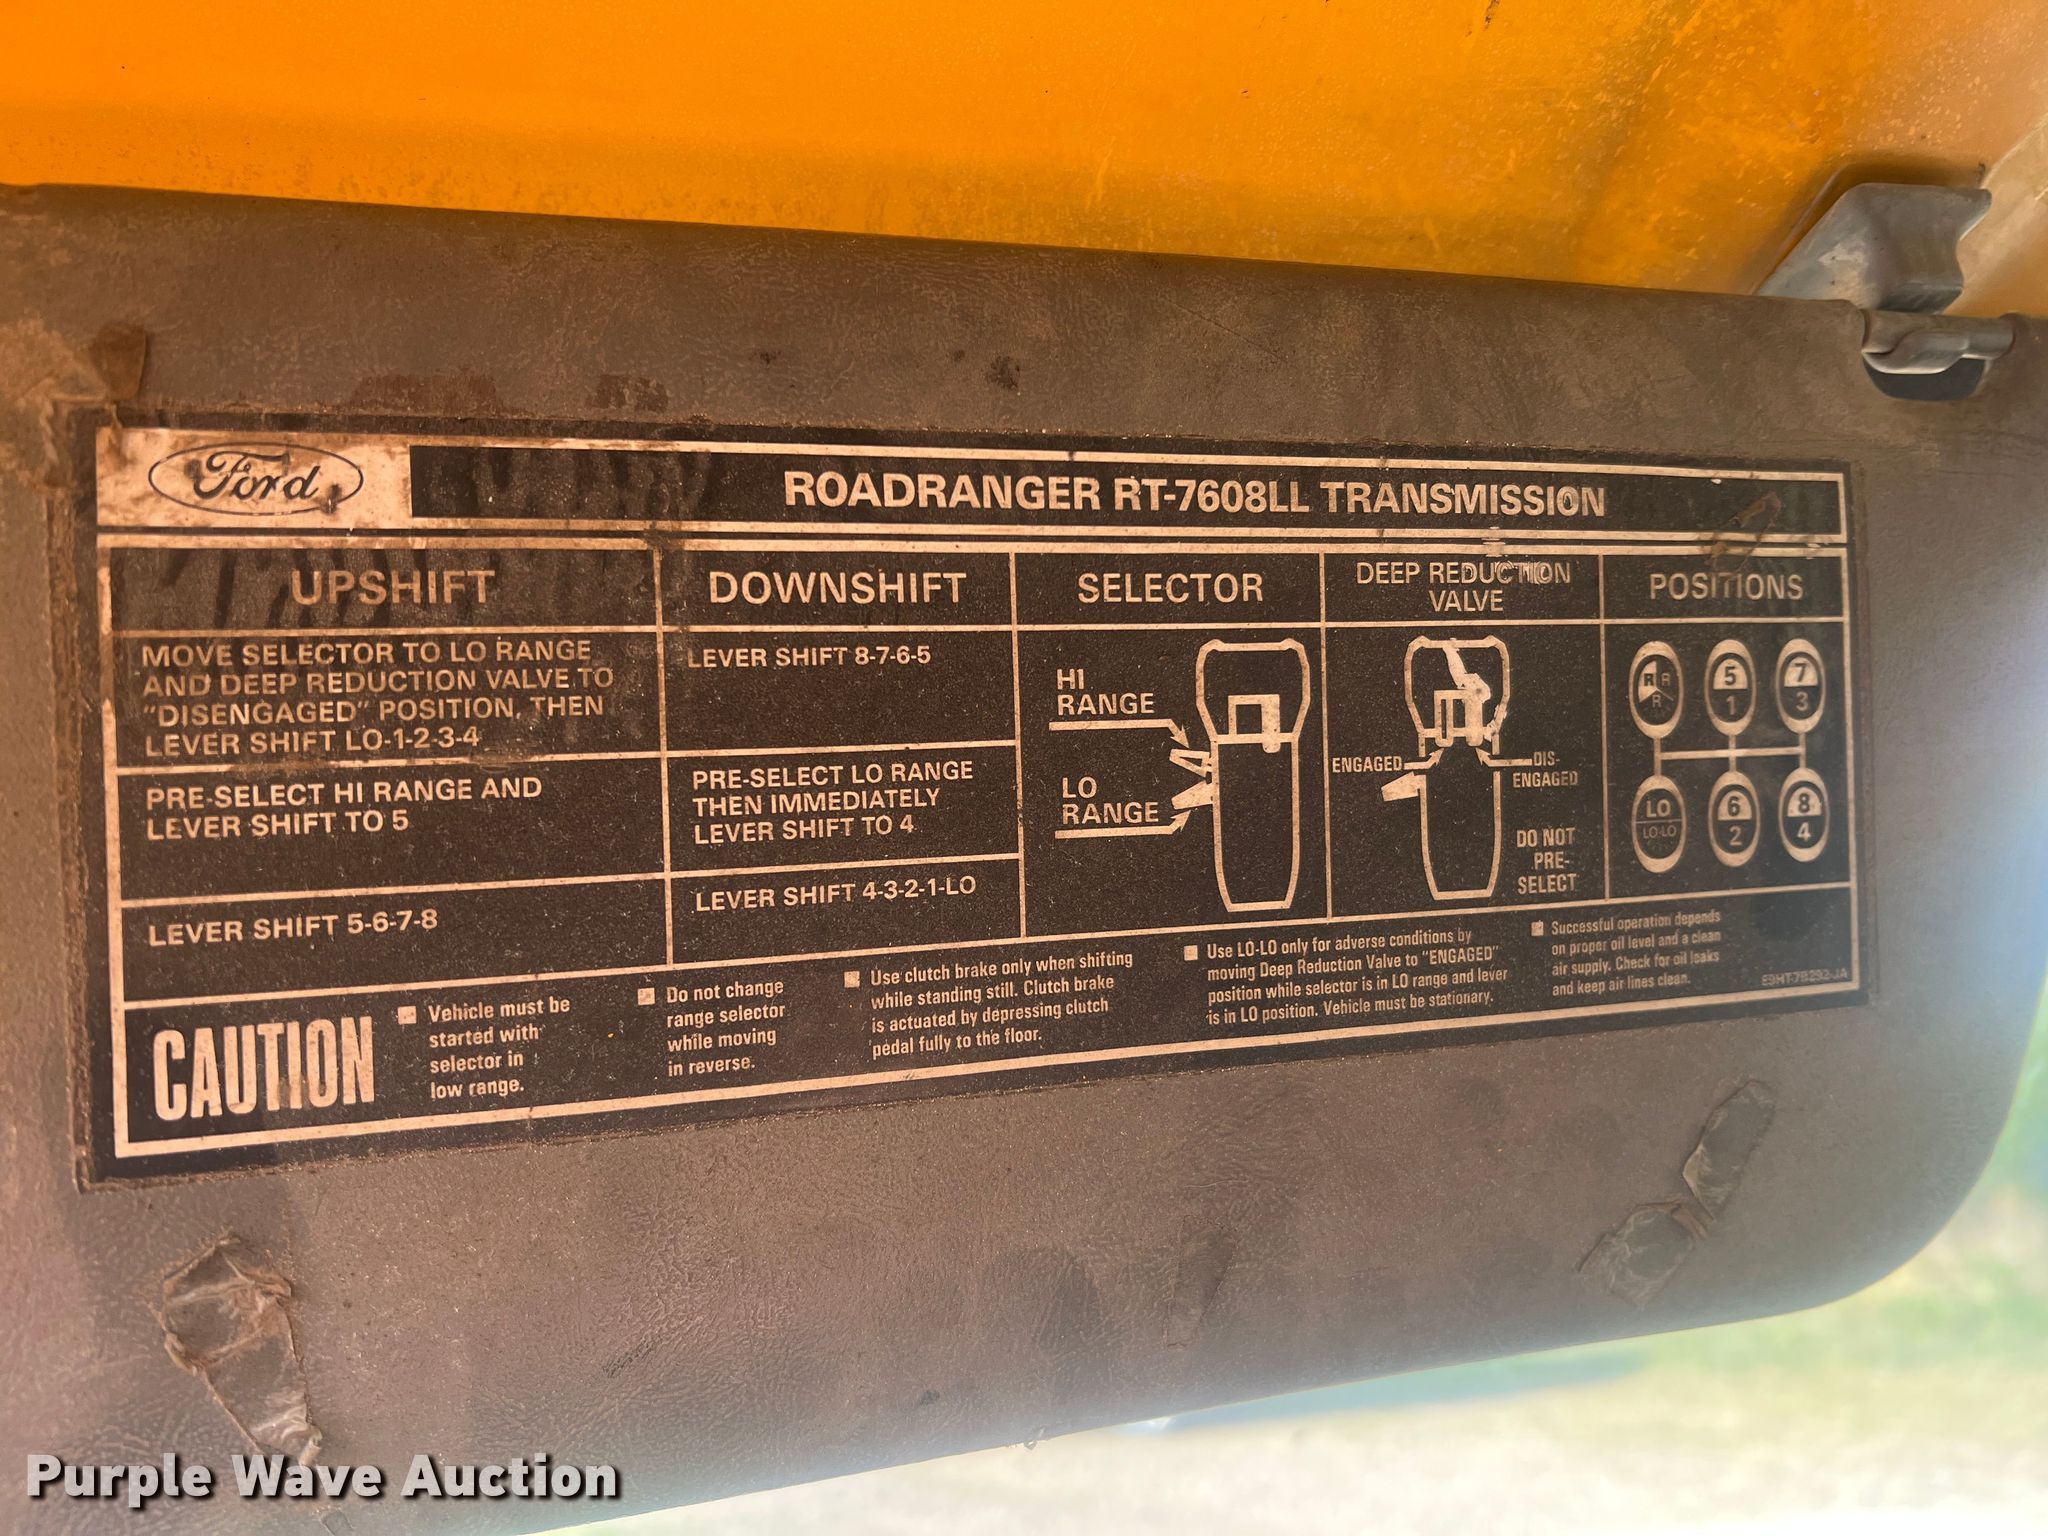 Ford
ROADRANGER RT-7608LL TRANSMISSION
UPSHIFT
MOVE SELECTOR TO LO RANGE
AND DEEP REDUCTION VALVE TO
"DISENGAGED" POSITION, THEN
LEVER SHIFT LO-1-2-3-4
PRE-SELECT HI RANGE AND
LEVER SHIFT TO 5
LEVER SHIFT 5-6-7-8
DOWNSHIFT
LEVER SHIFT 8-7-6-5
PRE-SELECT LO RANGE
THEN IMMEDIATELY
LEVER SHIFT TO 4
LEVER SHIFT 4-3-2-1-LO
SELECTOR
HI
RANGE
LO
RANGE
DEEP REDUCTION
VALVE
ENGAGED
DIS-
ENGAGED
DO NOT
PRE-
SELECT
POSITIONS
R R 5 7
R 1 3
LO 6 8
LO-LO 2 4
CAUTION
Vehicle must be
started with
selector in
low range.
Do not change
range selector
while moving
in reverse.
Use clutch brake only when shifting
while standing still. Clutch brake
is actuated by depressing clutch
pedal fully to the floor.
Use LO-LO only for adverse conditions by
moving Deep Reduction Valve to "ENGAGED"
position while selector is in LO range and lever
is in LO position. Vehicle must be stationary.
Successful operation depends
on proper oil level and a clean
air supply. Check for oil leaks
and keep air lines clean.
E9HT-7B292-JA
Purple Wave Auction